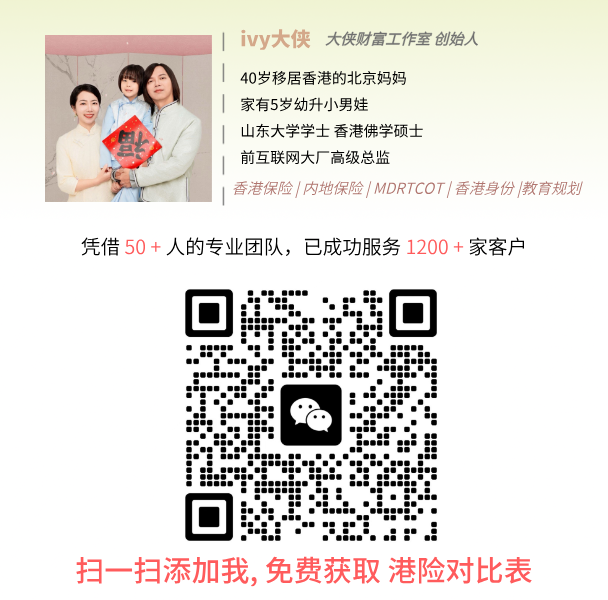 ivy大侠 大侠财富工作室 创始人
40岁移居香港的北京妈妈
家有5岁幼升小男娃
山东大学学士 香港佛学硕士
前互联网大厂高级总监
福
香港保险 | 内地保险 | MDRTCOT | 香港身份 |教育规划
凭借 50 + 人的专业团队，已成功服务 1200 + 家客户
扫一扫添加我, 免费获取 港险对比表